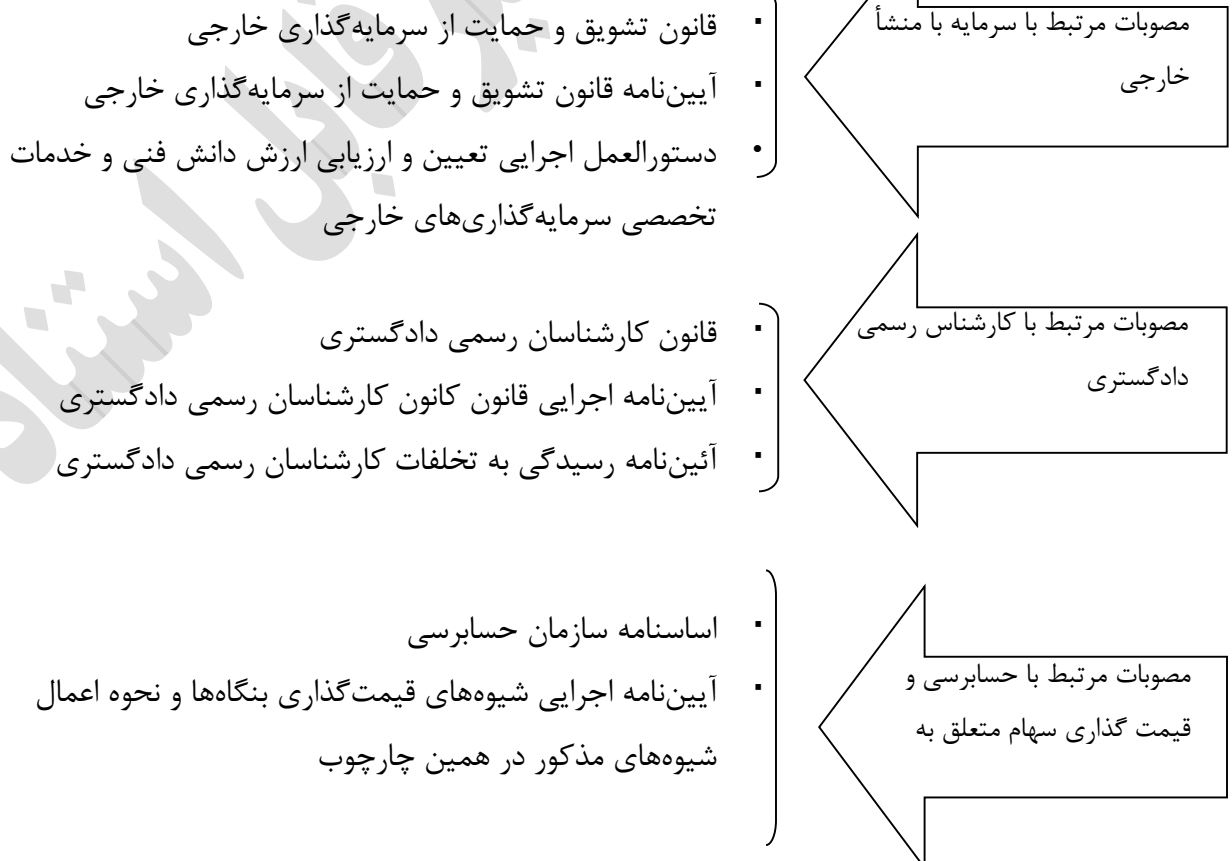 مصوبات مرتبط با سرمایه با منشأ
خارجی
▪ قانون تشویق و حمایت از سرمایه‌گذاری خارجی
▪ آیین‌نامه قانون تشویق و حمایت از سرمایه‌گذاری خارجی
• دستورالعمل اجرایی تعیین و ارزیابی ارزش دانش فنی و خدمات
تخصصی سرمایه‌گذاری‌های خارجی
مصوبات مرتبط با کارشناس رسمی
دادگستری
▪ قانون کارشناسان رسمی دادگستری
▪ آیین‌نامه اجرایی قانون کانون کارشناسان رسمی دادگستری
▪ آئین‌نامه رسیدگی به تخلفات کارشناسان رسمی دادگستری
مصوبات مرتبط با حسابرسی و
قیمت گذاری سهام متعلق به
▪ اساسنامه سازمان حسابرسی
▪ آیین‌نامه اجرایی شیوه‌های قیمت‌گذاری بنگاه‌ها و نحوه اعمال
شیوه‌های مذکور در همین چارچوب